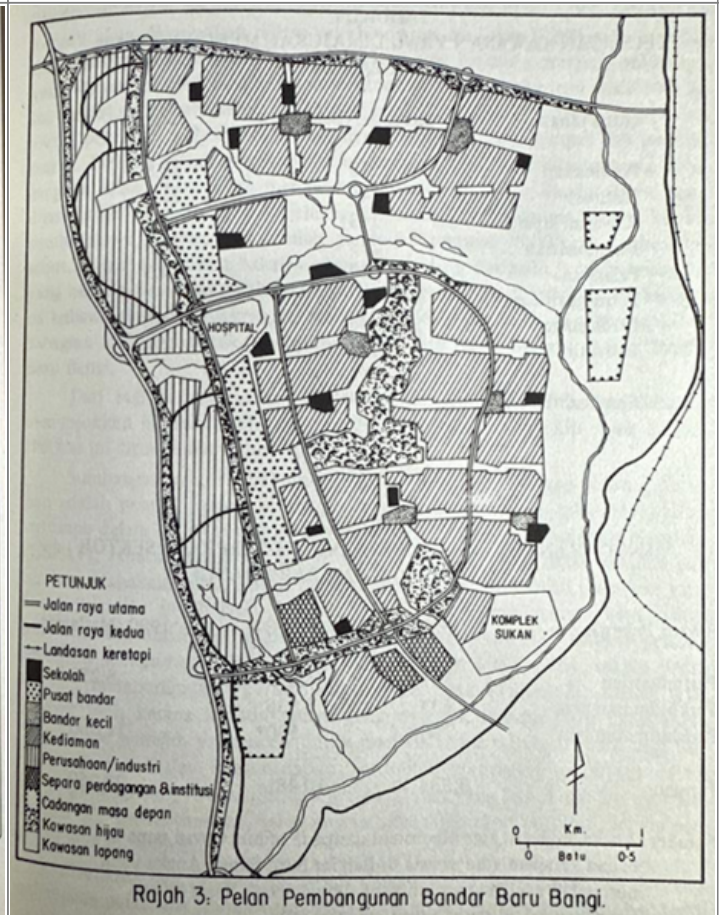 HOSPITAL
KOMPLEK
SUKAN
PETUNJUK
Jalan raya utama
Jalan raya kedua
Landasan keretapi
Sekolah
Pusat bandar
Bandar kecil
Kediaman
Perusahaan/industri
Separa perdagangan & institusi
Cadangan masa depan
Kawasan hijau
Kawasan lapang
0 Km. 1
0 Batu 0·5
Rajah 3: Pelan Pembangunan Bandar Baru Bangi.